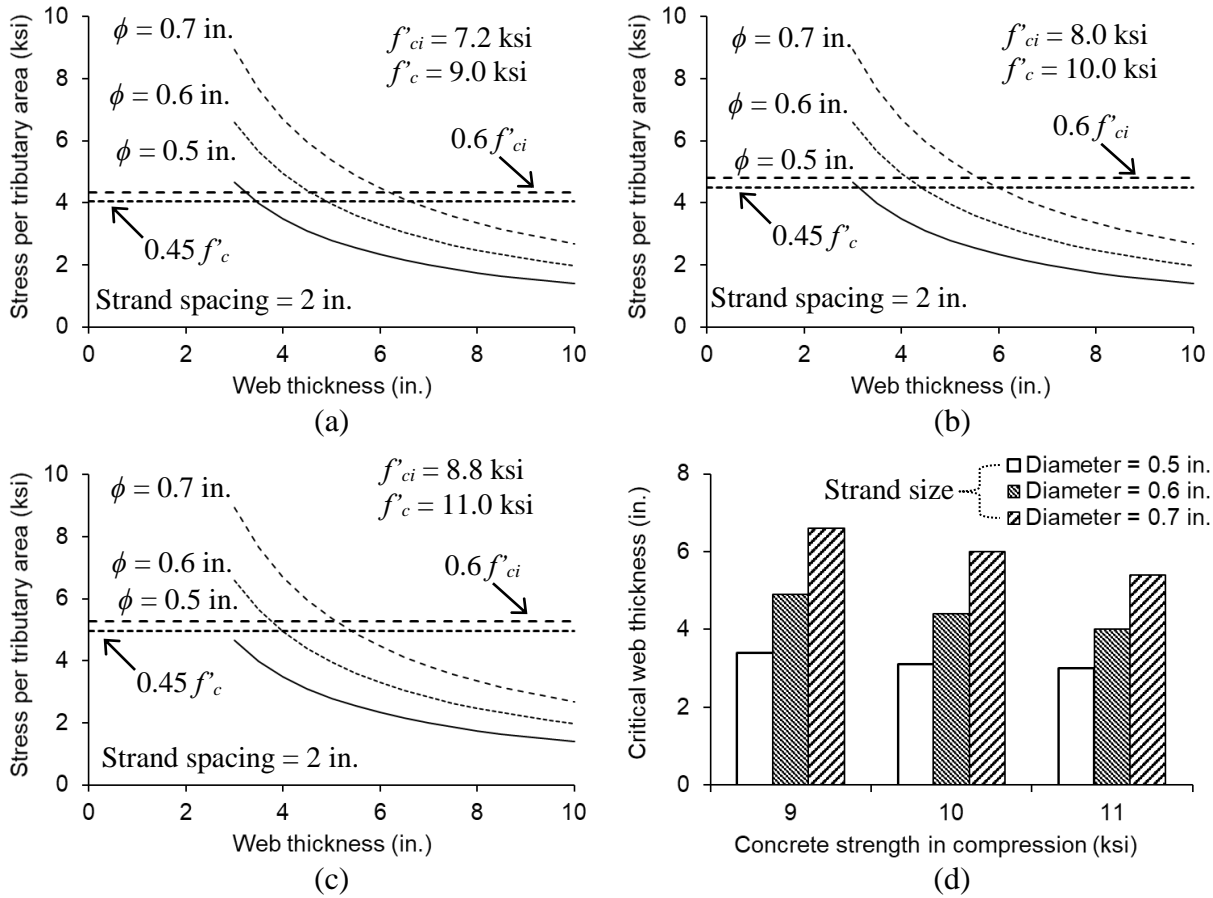 Stress per tributary area (ksi)
10
8
6
4
2
0
ϕ = 0.7 in.
ϕ = 0.6 in.
ϕ = 0.5 in.
f'ci = 7.2 ksi
f'c = 9.0 ksi
0.6 f'ci
0.45 f'c
Strand spacing = 2 in.
0 2 4 6 8 10
Web thickness (in.)
(a)
Stress per tributary area (ksi)
10
8
6
4
2
0
ϕ = 0.7 in.
ϕ = 0.6 in.
ϕ = 0.5 in.
f'ci = 8.0 ksi
f'c = 10.0 ksi
0.6 f'ci
0.45 f'c
Strand spacing = 2 in.
0 2 4 6 8 10
Web thickness (in.)
(b)
Stress per tributary area (ksi)
10
8
6
4
2
0
ϕ = 0.7 in.
ϕ = 0.6 in.
ϕ = 0.5 in.
f'ci = 8.8 ksi
f'c = 11.0 ksi
0.6 f'ci
0.45 f'c
Strand spacing = 2 in.
0 2 4 6 8 10
Web thickness (in.)
(c)
Critical web thickness (in.)
8
6
4
2
0
Strand size
Diameter = 0.5 in.
Diameter = 0.6 in.
Diameter = 0.7 in.
9 10 11
Concrete strength in compression (ksi)
(d)